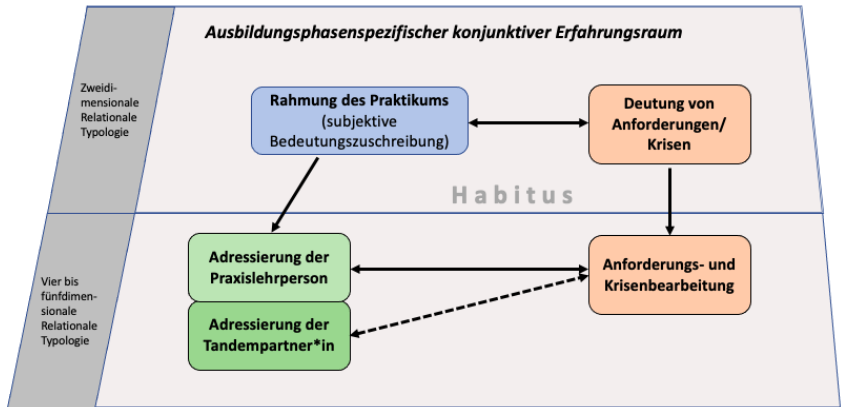 Ausbildungsphasenspezifischer konjunktiver Erfahrungsraum
Zweidi-
mensionale
Relationale
Typologie
Rahmung des Praktikums
(subjektive
Bedeutungszuschreibung)
Deutung von
Anforderungen/
Krisen
Habitus
Vier bis
fünfdimen-
sionale
Relationale
Typologie
Adressierung der
Praxislehrperson
Adressierung der
Tandempartner*in
Anforderungs- und
Krisenbearbeitung